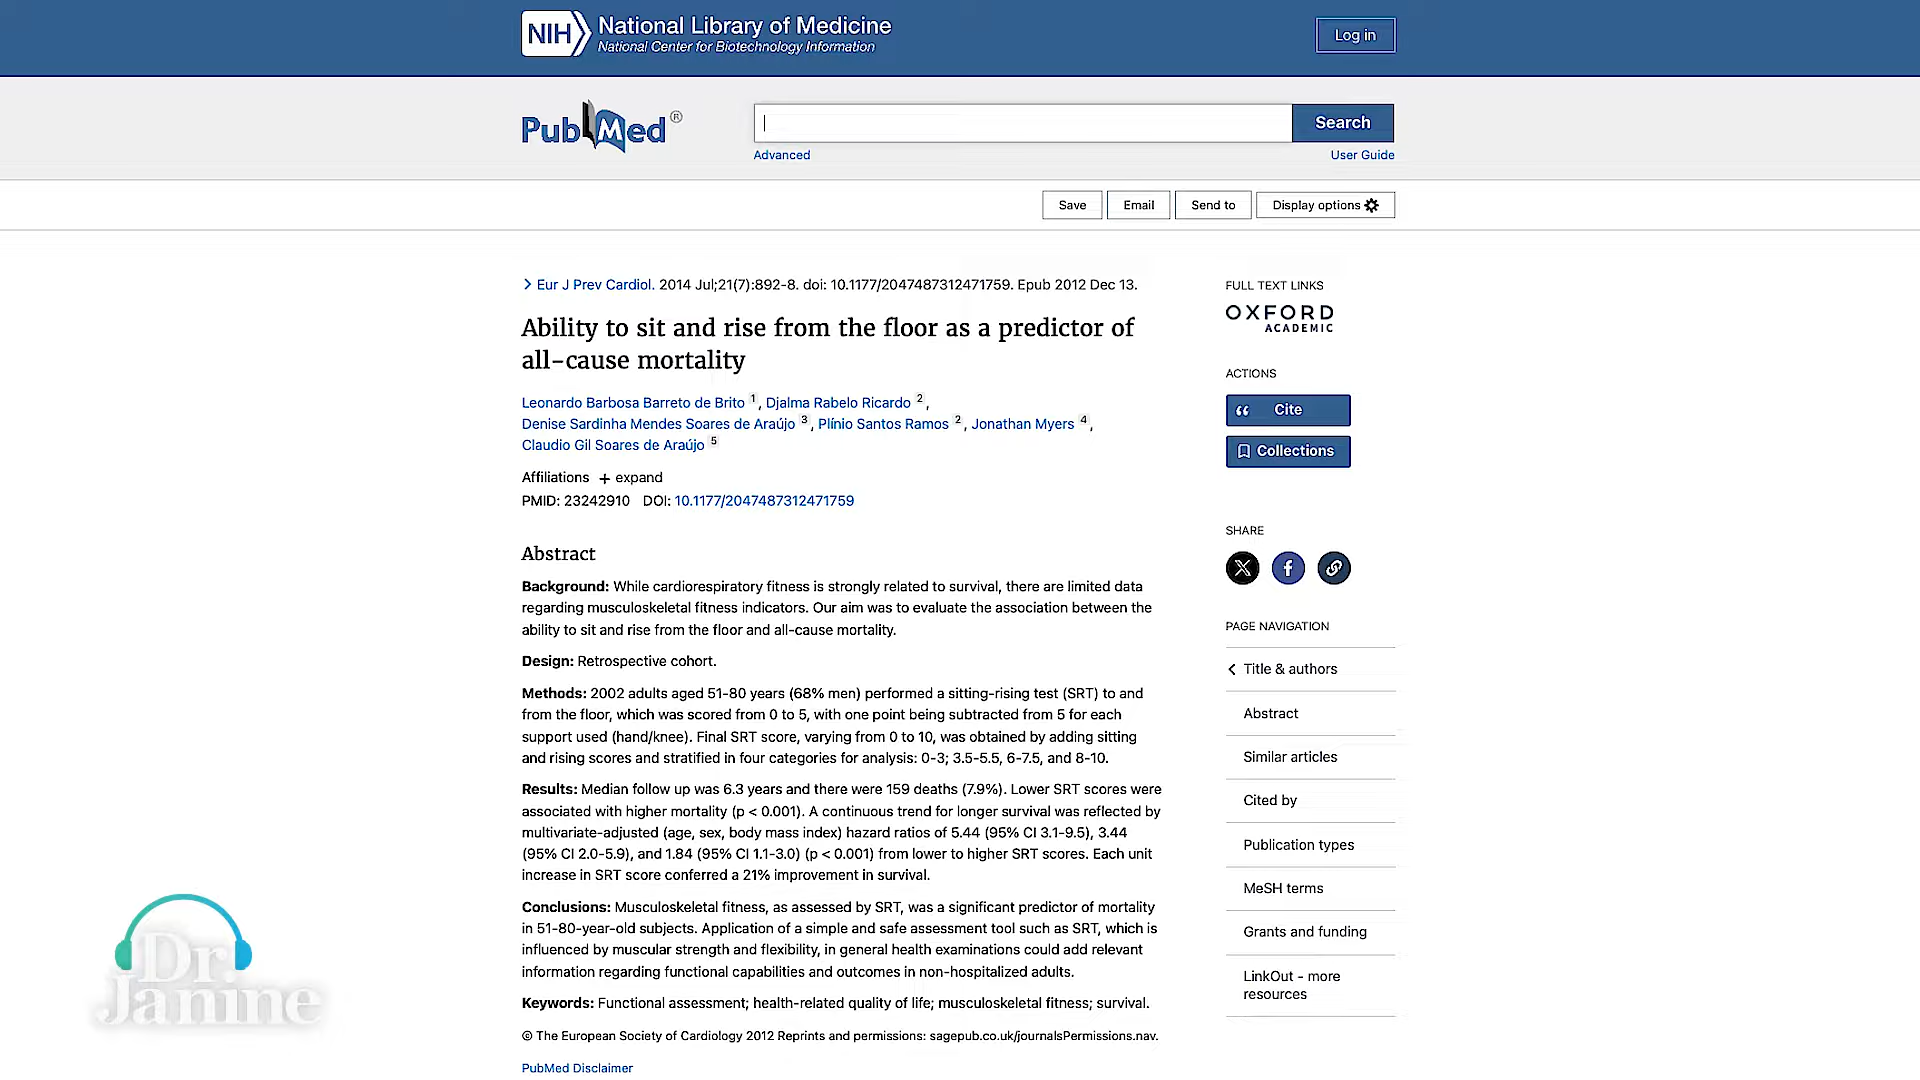 NIH National Library of Medicine
National Center for Biotechnology Information
Log in
PubMed®
Search
Advanced
User Guide
Save
Email
Send to
Display options
> Eur J Prev Cardiol. 2014 Jul;21(7):892-8. doi: 10.1177/2047487312471759. Epub 2012 Dec 13.
Ability to sit and rise from the floor as a predictor of
all-cause mortality
Leonardo Barbosa Barreto de Brito 1, Djalma Rabelo Ricardo 2,
Denise Sardinha Mendes Soares de Araújo 3, Plínio Santos Ramos 2, Jonathan Myers 4,
Claudio Gil Soares de Araújo 5
Affiliations + expand
PMID: 23242910 DOI: 10.1177/2047487312471759
Abstract
Background: While cardiorespiratory fitness is strongly related to survival, there are limited data
regarding musculoskeletal fitness indicators. Our aim was to evaluate the association between the
ability to sit and rise from the floor and all-cause mortality.
Design: Retrospective cohort.
Methods: 2002 adults aged 51-80 years (68% men) performed a sitting-rising test (SRT) to and
from the floor, which was scored from 0 to 5, with one point being subtracted from 5 for each
support used (hand/knee). Final SRT score, varying from 0 to 10, was obtained by adding sitting
and rising scores and stratified in four categories for analysis: 0-3; 3.5-5.5, 6-7.5, and 8-10.
Results: Median follow up was 6.3 years and there were 159 deaths (7.9%). Lower SRT scores were
associated with higher mortality (p < 0.001). A continuous trend for longer survival was reflected by
multivariate-adjusted (age, sex, body mass index) hazard ratios of 5.44 (95% CI 3.1-9.5), 3.44
(95% CI 2.0-5.9), and 1.84 (95% CI 1.1-3.0) (p < 0.001) from lower to higher SRT scores. Each unit
increase in SRT score conferred a 21% improvement in survival.
Conclusions: Musculoskeletal fitness, as assessed by SRT, was a significant predictor of mortality
in 51-80-year-old subjects. Application of a simple and safe assessment tool such as SRT, which is
influenced by muscular strength and flexibility, in general health examinations could add relevant
information regarding functional capabilities and outcomes in non-hospitalized adults.
Keywords: Functional assessment; health-related quality of life; musculoskeletal fitness; survival.
© The European Society of Cardiology 2012 Reprints and permissions: sagepub.co.uk/journalsPermissions.nav.
PubMed Disclaimer
FULL TEXT LINKS
OXFORD
ACADEMIC
ACTIONS
Cite
Collections
SHARE
PAGE NAVIGATION
Title & authors
Abstract
Similar articles
Cited by
Publication types
MeSH terms
Grants and funding
LinkOut - more
resources
Dr.
Janine